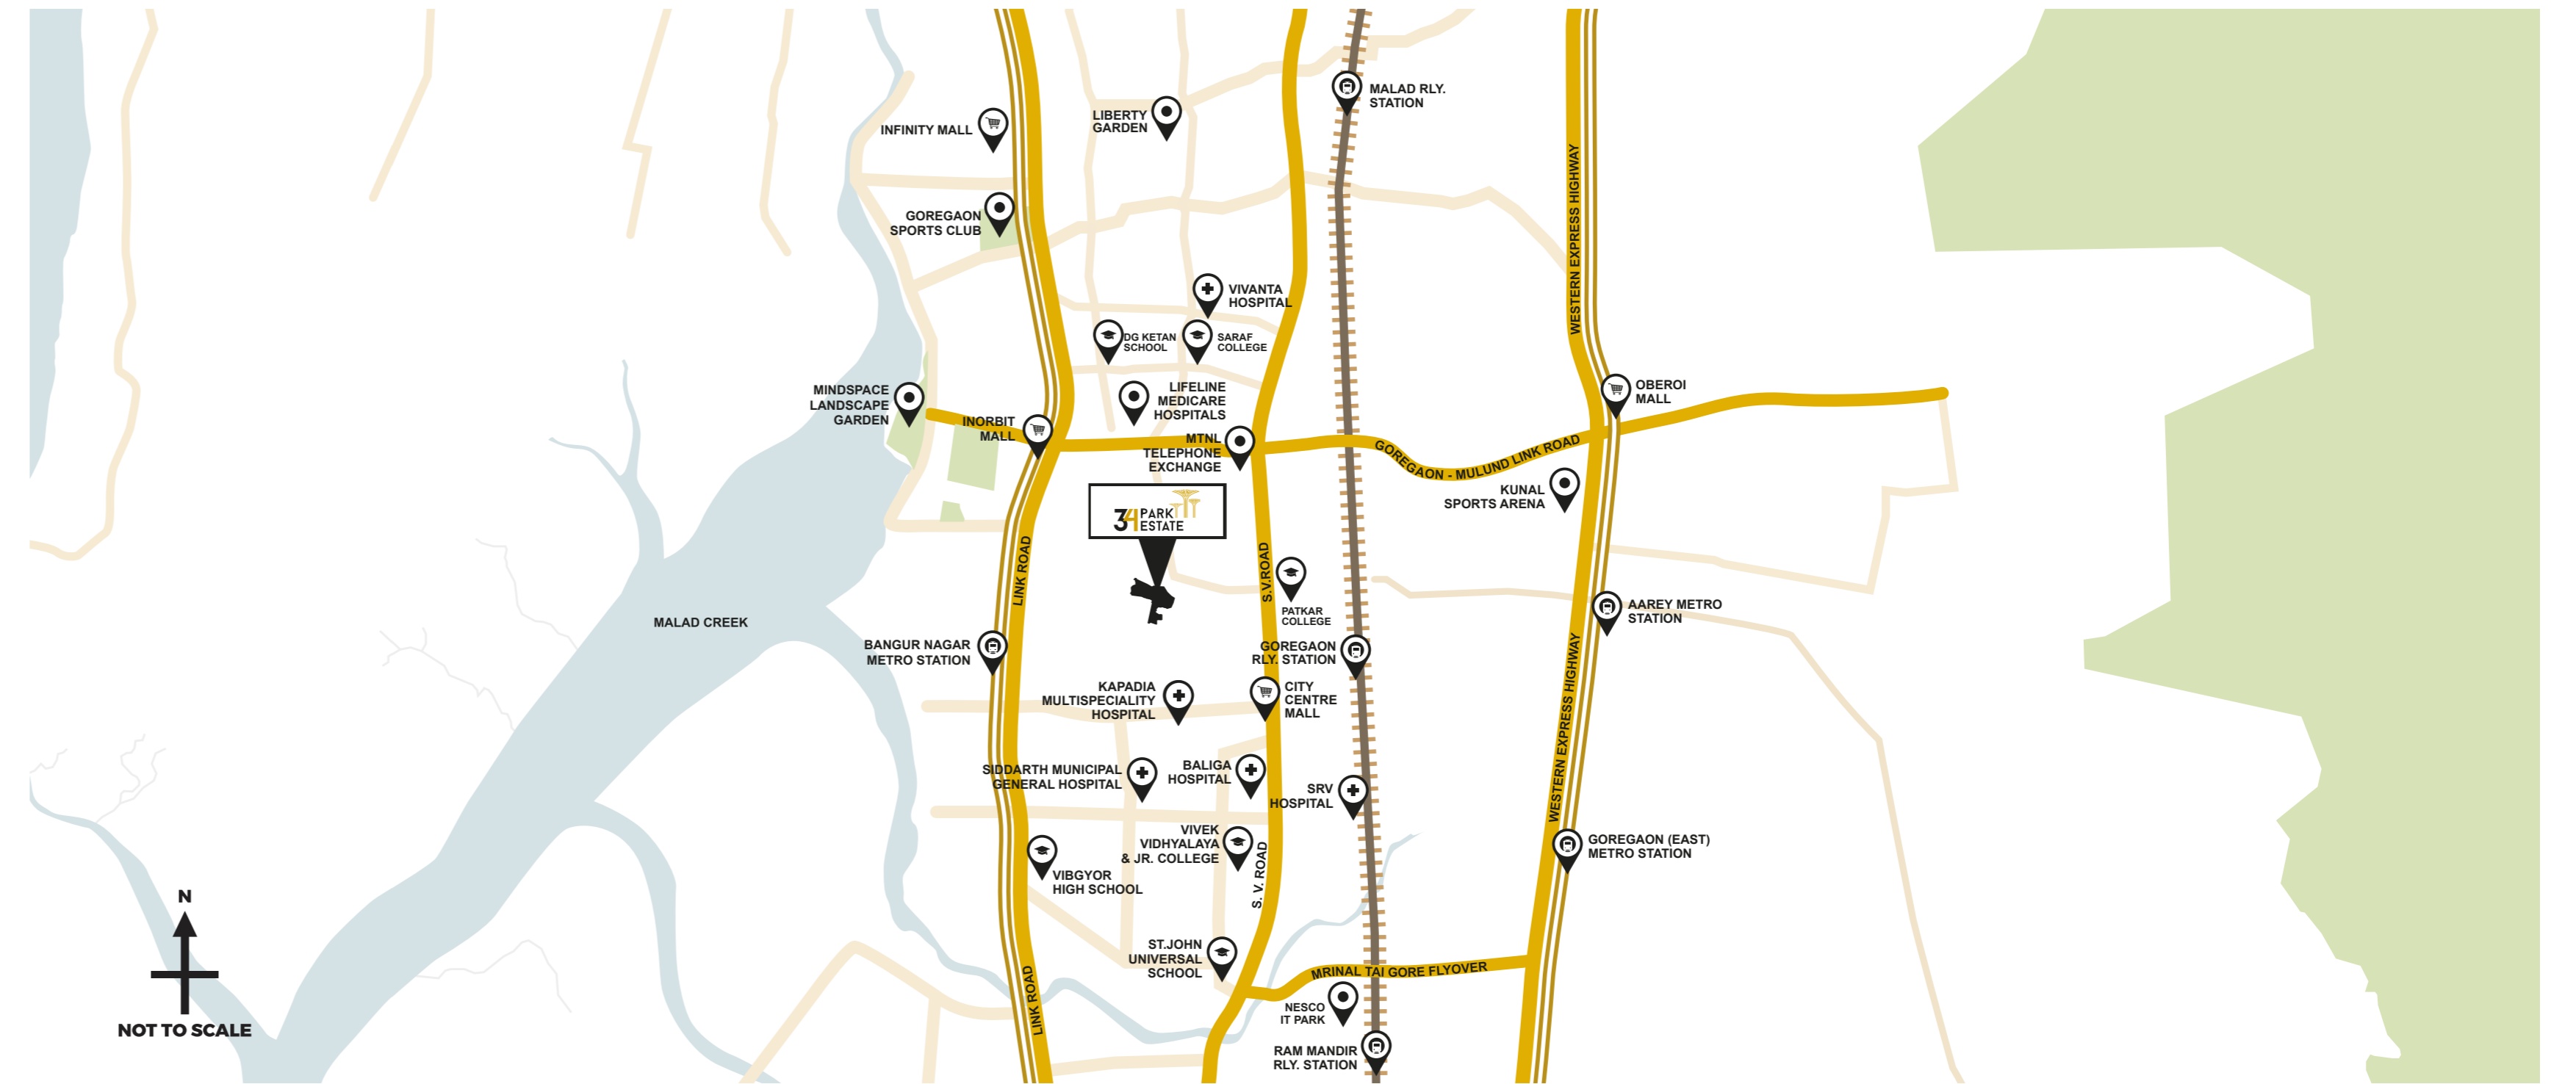 MALAD RLY.
STATION
INFINITY MALL
LIBERTY
GARDEN
WESTERN EXPRESS HIGHWAY
GOREGAON
SPORTS CLUB
VIVANTA
HOSPITAL
DG KETAN
SCHOOL
SARAF
COLLEGE
MINDSPACE
LANDSCAPE
GARDEN
LIFELINE
MEDICARE
HOSPITALS
OBEROI
MALL
INORBIT
MALL
MTNL
TELEPHONE
EXCHANGE
GOREGAON - MULUND LINK ROAD
KUNAL
SPORTS ARENA
34 PARK
ESTATE
LINK ROAD
S.V.ROAD
PATKAR
COLLEGE
AAREY METRO
STATION
MALAD CREEK
BANGUR NAGAR
METRO STATION
GOREGAON
RLY. STATION
WESTERN EXPRESS HIGHWAY
KAPADIA
MULTISPECIALITY
HOSPITAL
CITY
CENTRE
MALL
SIDDARTH MUNICIPAL
GENERAL HOSPITAL
BALIGA
HOSPITAL
SRV
HOSPITAL
VIVEK
VIDHYALAYA
& JR. COLLEGE
GOREGAON (EAST)
METRO STATION
VIBGYOR
HIGH SCHOOL
S. V. ROAD
N
NOT TO SCALE
ST.JOHN
UNIVERSAL
SCHOOL
LINK ROAD
MRINAL TAI GORE FLYOVER
NESCO
IT PARK
RAM MANDIR
RLY. STATION